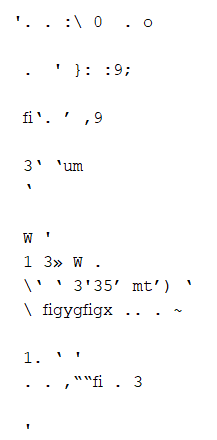 '. . :\ 0  . o
.  ' }: :9;
ﬁ‘. ’ ,9
3‘ ‘um
‘
W '
1 3» W .
\‘ ‘ 3'35’ mt’) ‘
\ ﬁgygﬁgx .. . ~
1. ‘ '
. . ,““ﬁ . 3
'